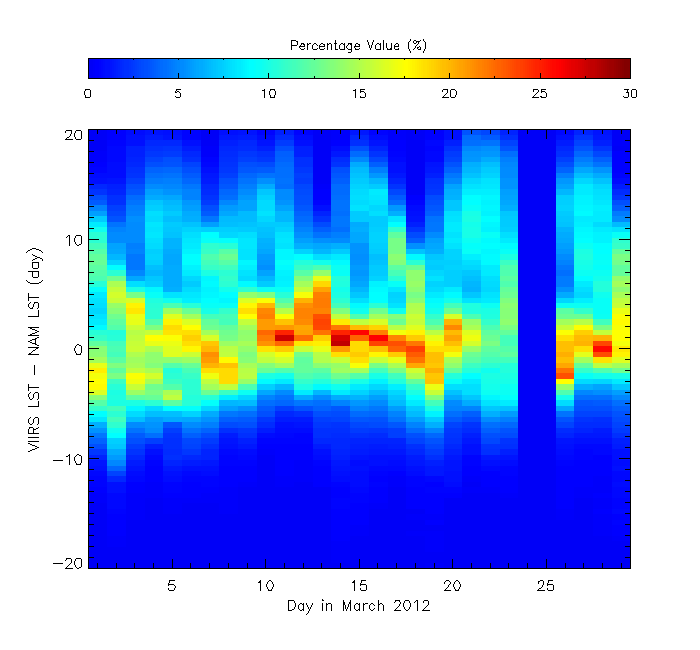 Percentage Value (%)
0 5 10 15 20 25 30
20
10
0
−10
−20
VIIRS LST − NAM LST (day)
5 10 15 20 25
Day in March 2012